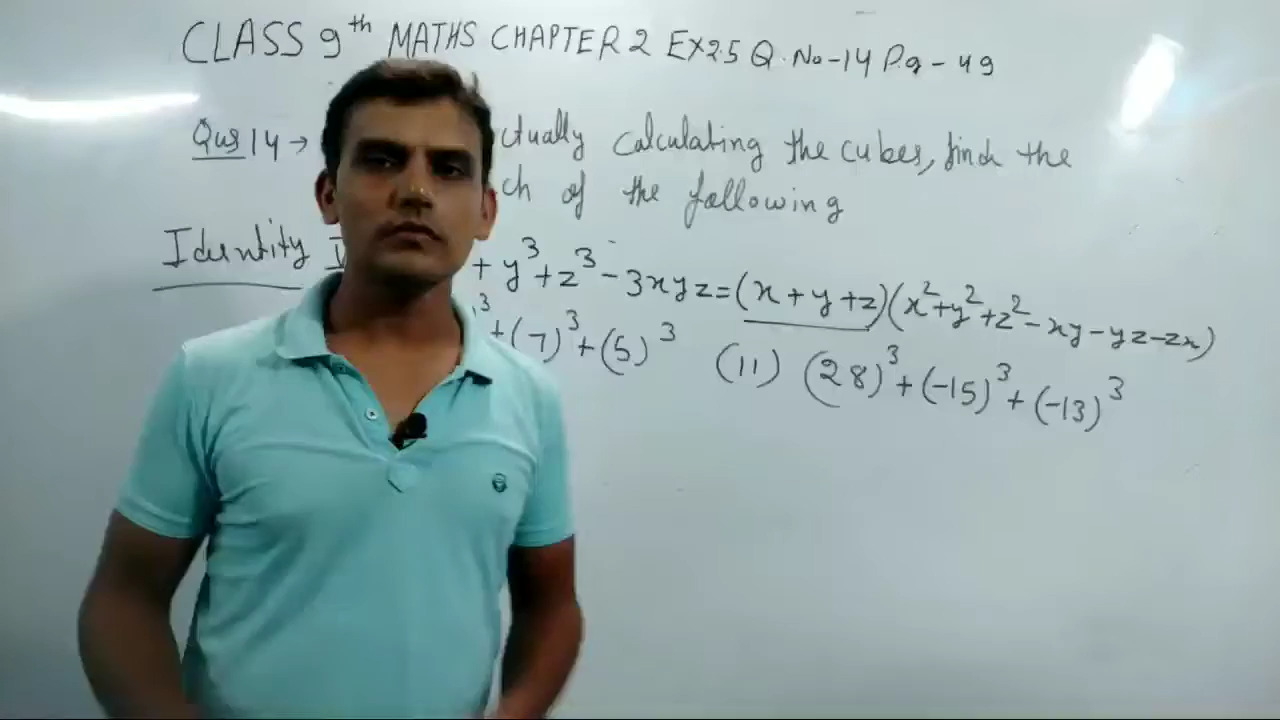 CLASS 9th MATHS CHAPTER 2 EX2.5 Q.No-14 Pg-49
Qus 14 → ctually calculating the cubes, find the
ch of the following
Identity I + y³ + z³ - 3xyz = (x + y + z)(x² + y² + z² - xy - yz - zx)
³ + (7)³ + (5)³ (11) (28)³ + (-15)³ + (-13)³